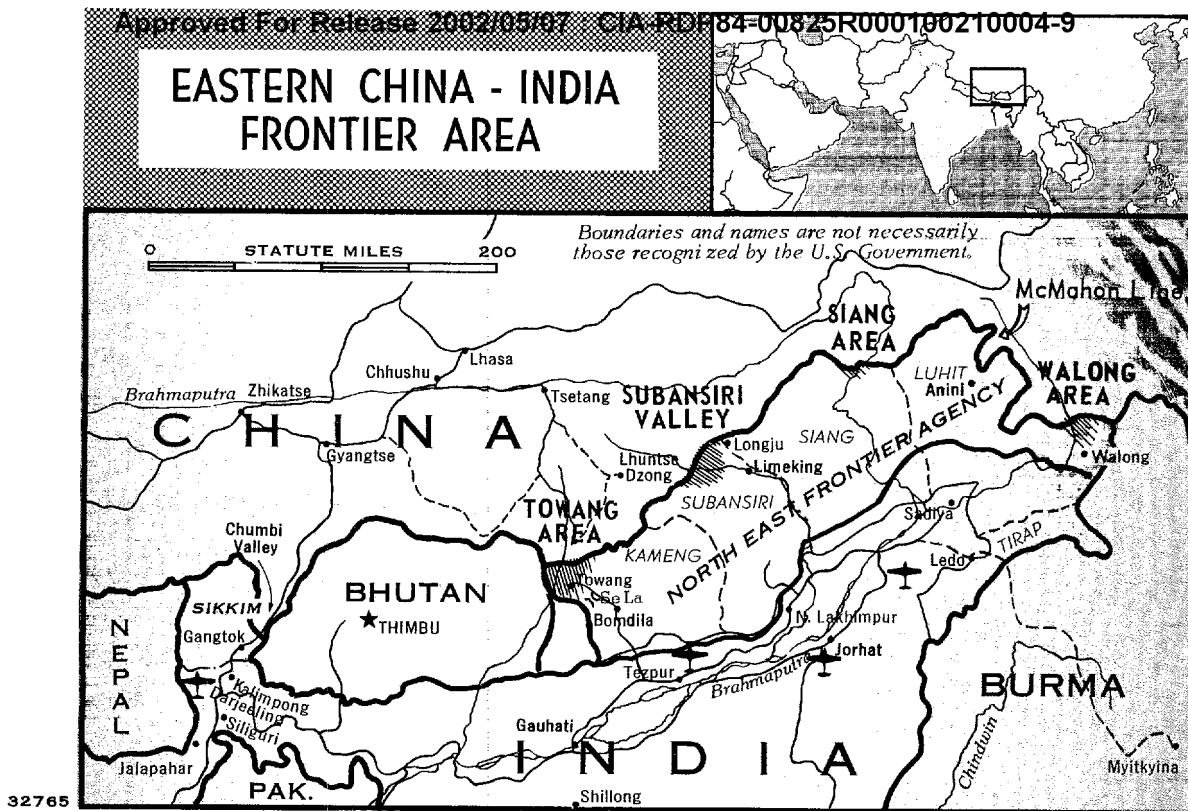 Approved For Release 2002/05/07 : CIA-RDP84-00825R000100210004-9
EASTERN CHINA - INDIA
FRONTIER AREA
0 STATUTE MILES 200
Boundaries and names are not necessarily
those recognized by the U.S. Government.
McMahon Line
SIANG
AREA
Lhasa
Chhushu
LUHIT
Anini
WALONG
AREA
Brahmaputra
Zhikatse
Tsetang
SUBANSIRI
VALLEY
CHINA
Gyangtse
Longju
SIANG
Walong
Lhuntse
Dzong
Limeking
NORTH EAST FRONTIER AGENCY
TOWANG
AREA
SUBANSIRI
Sadiya
Chumbi
Valley
KAMENG
TIRAP
Ledo
BHUTAN
Towang
Se La
Bomdila
SIKKIM
THIMBU
N. Lakhimpur
NEPAL
Gangtok
Jorhat
Tezpur
Brahmaputra
Kalimpong
Darjeeling
BURMA
Siliguri
Gauhati
INDIA
Chindwin
Jalapahar
Myitkyina
PAK.
Shillong
32765